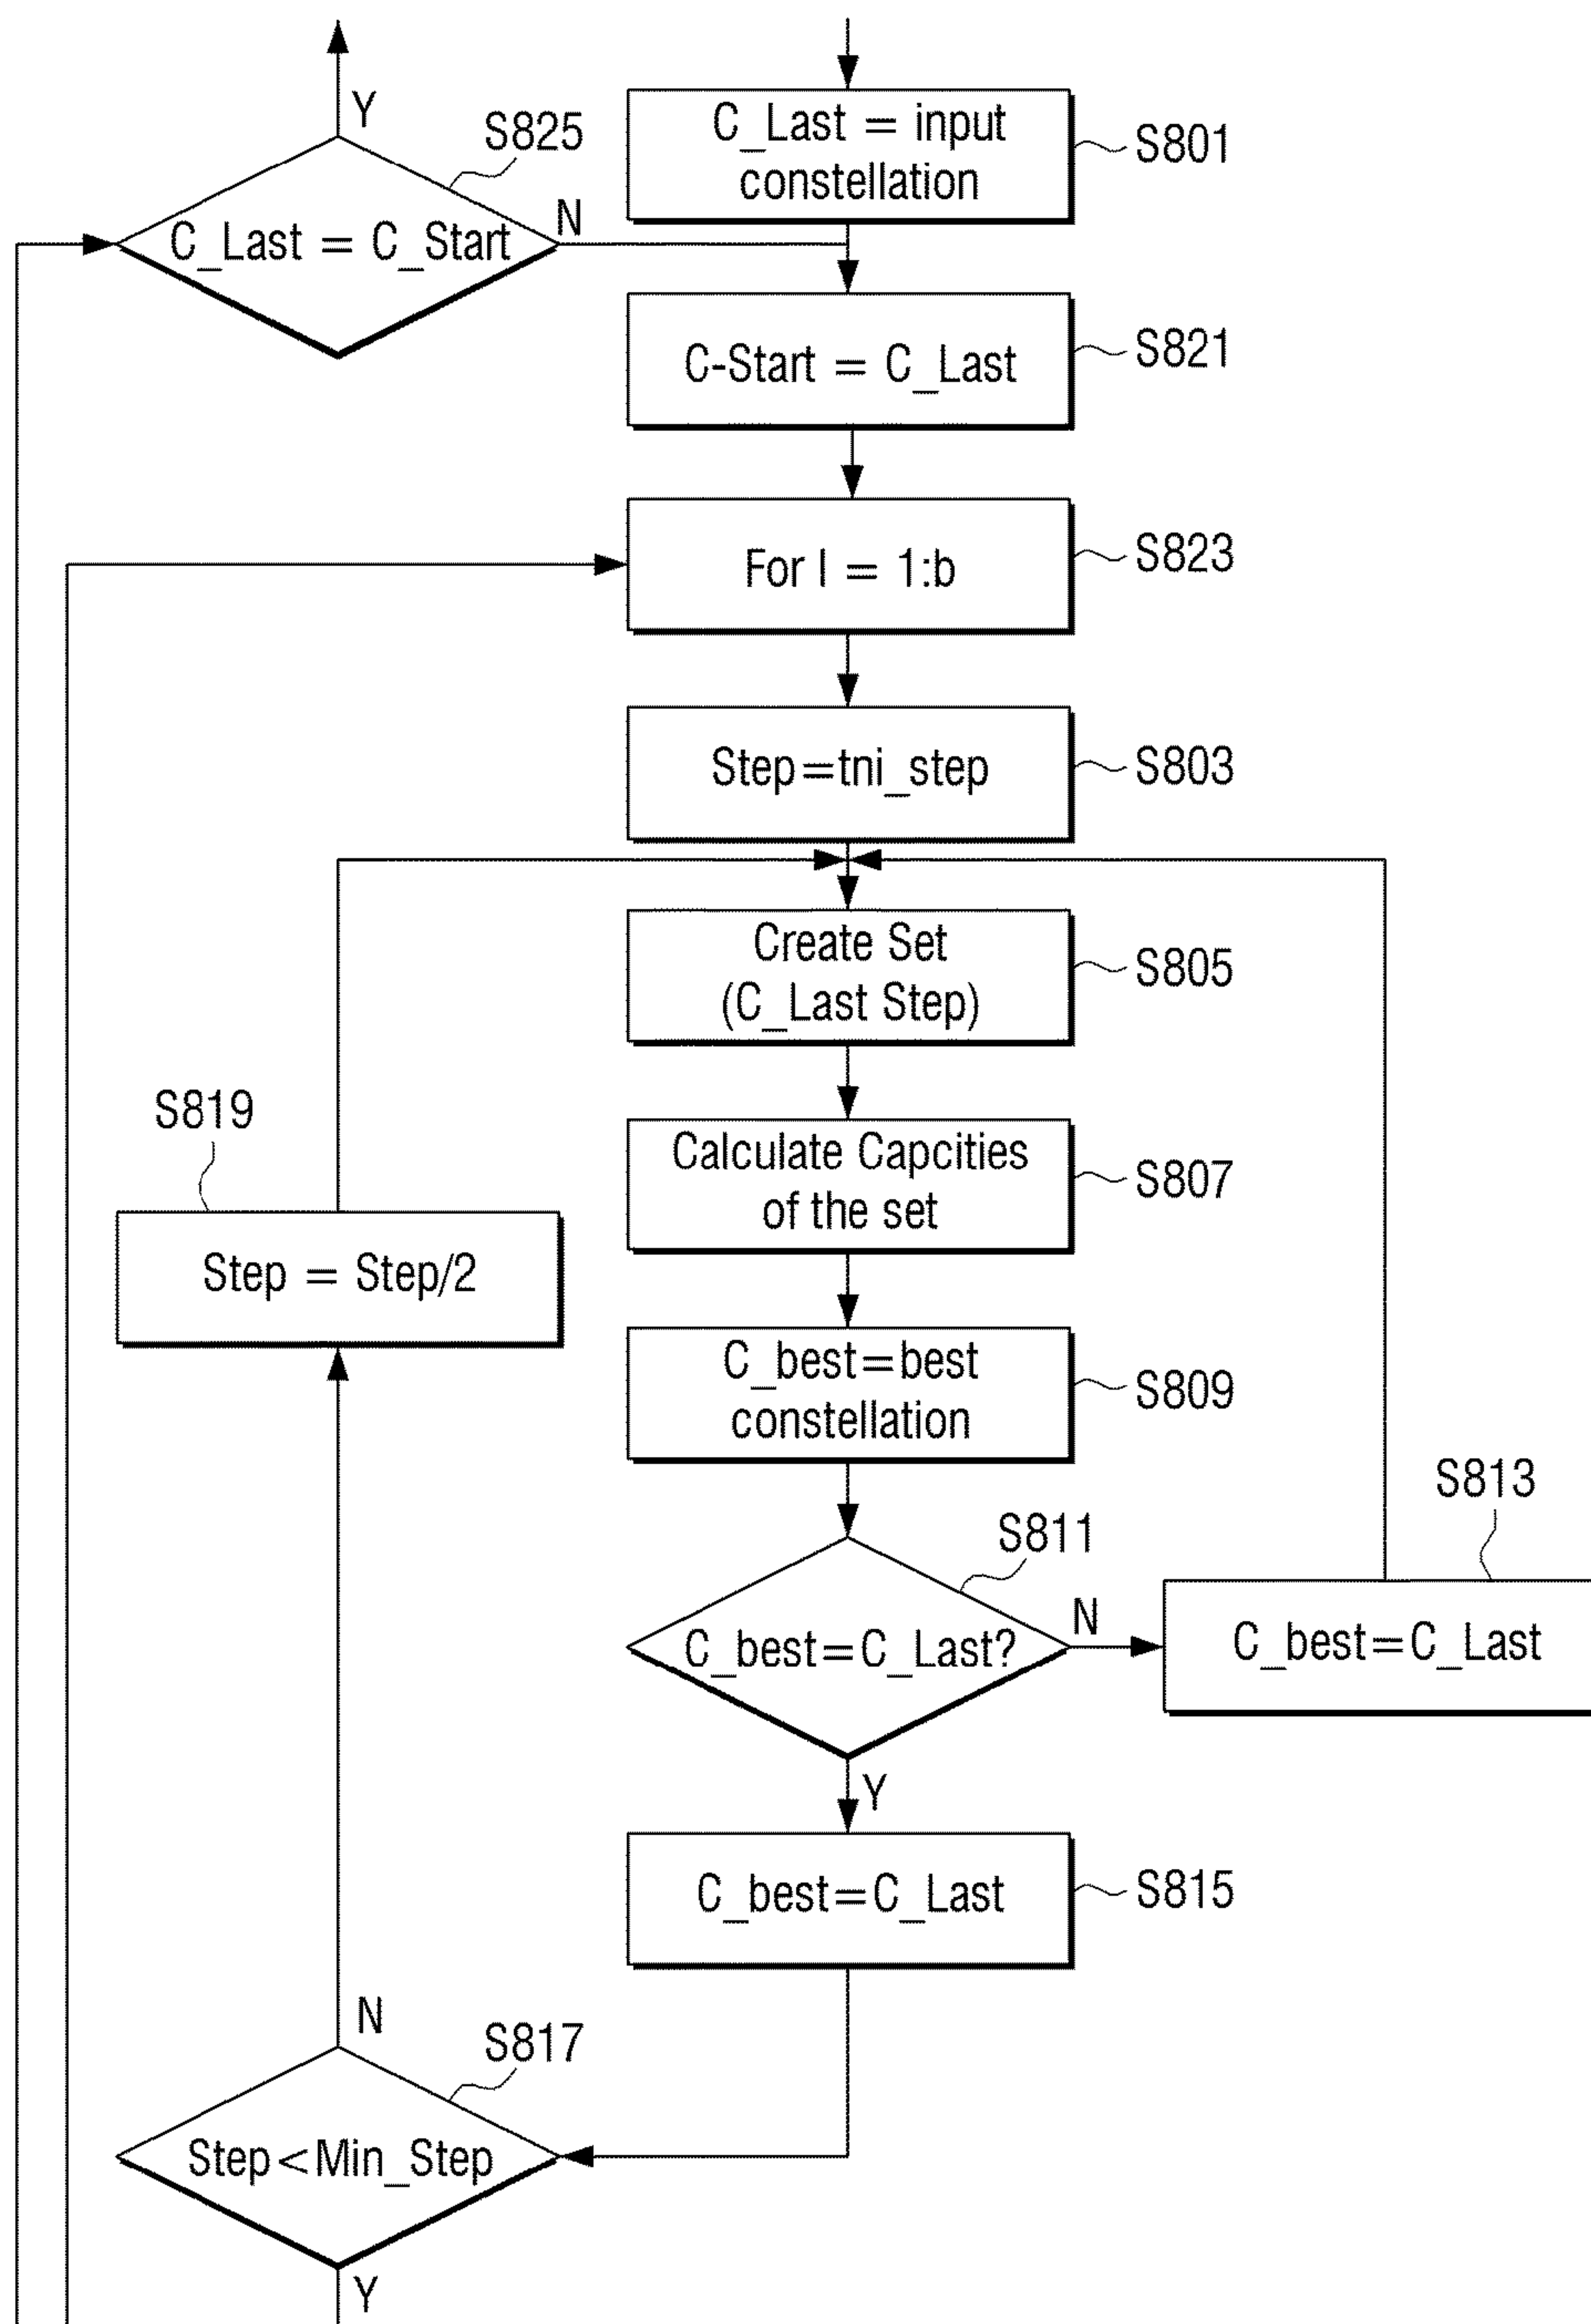 Y
S825
C_Last = C_Start
N
C_Last = input
constellation
S801
C-Start = C_Last
S821
For I = 1:b
S823
Step=tni_step
S803
Create Set
(C_Last Step)
S805
S819
Step = Step/2
Calculate Capcities
of the set
S807
C_best=best
constellation
S809
S811
C_best=C_Last?
N
S813
C_best=C_Last
Y
C_best=C_Last
S815
N
S817
Step<Min_Step
Y